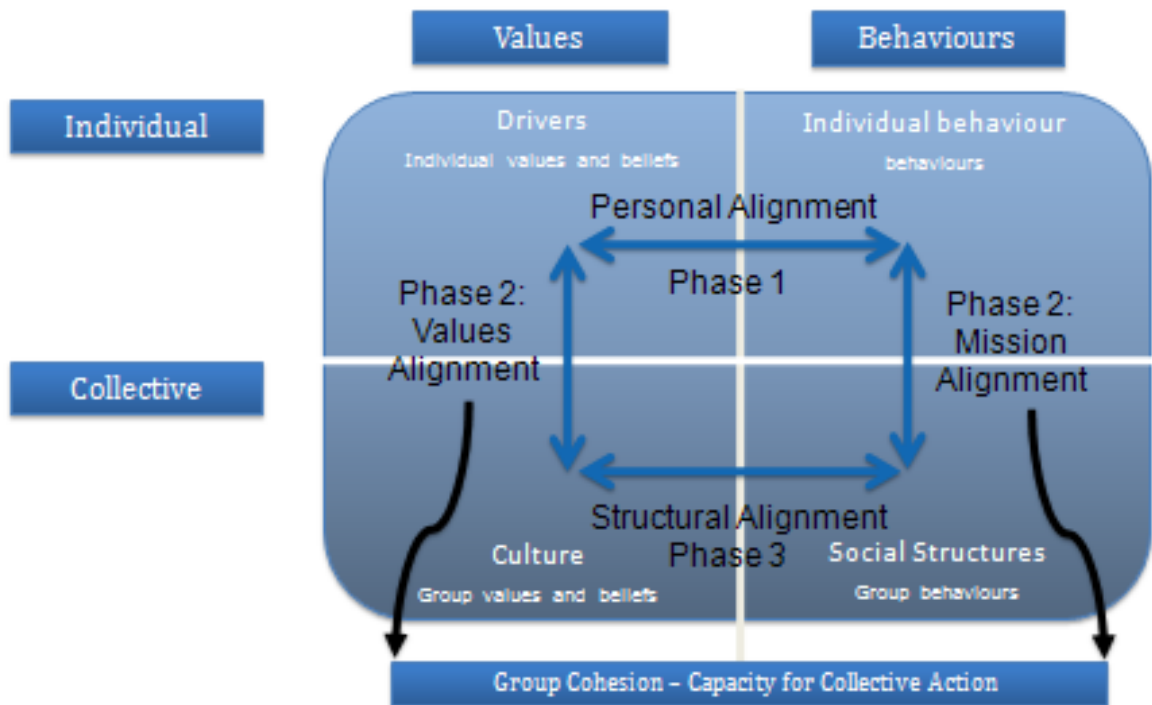 Values
Behaviours
Individual
Drivers
Individual values and beliefs
Individual behaviour
behaviours
Personal Alignment
Phase 1
Phase 2:
Values
Alignment
Phase 2:
Mission
Alignment
Collective
Structural Alignment
Phase 3
Culture
Group values and beliefs
Social Structures
Group behaviours
Group Cohesion – Capacity for Collective Action